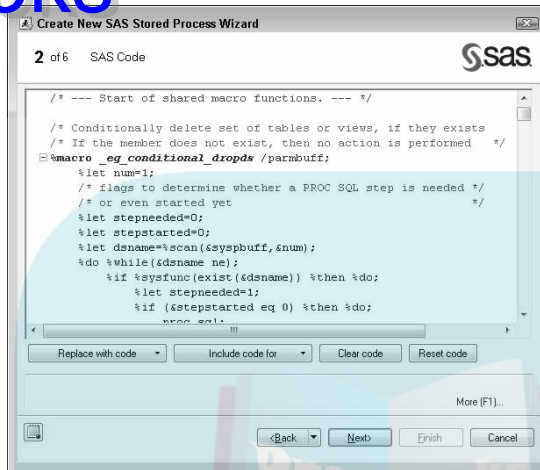 Create New SAS Stored Process Wizard
2 of 6 SAS Code
sas
/* --- Start of shared macro functions. --- */
/* Conditionally delete set of tables or views, if they exists
/* If the member does not exist, then no action is performed */
%macro _eg_conditional_dropds /parmbuff;
%let num=1;
/* flags to determine whether a PROC SQL step is needed */
/* or even started yet */
%let stepneeded=0;
%let stepstarted=0;
%let dsname=%scan(&syspbuff,&num);
%do %while(&dsname ne);
%if %sysfunc(exist(&dsname)) %then %do;
%let stepneeded=1;
%if (&stepstarted eq 0) %then %do;
proc sql;
Replace with code Include code for Clear code Reset code
More (F1)...
<Back Next> Finish Cancel